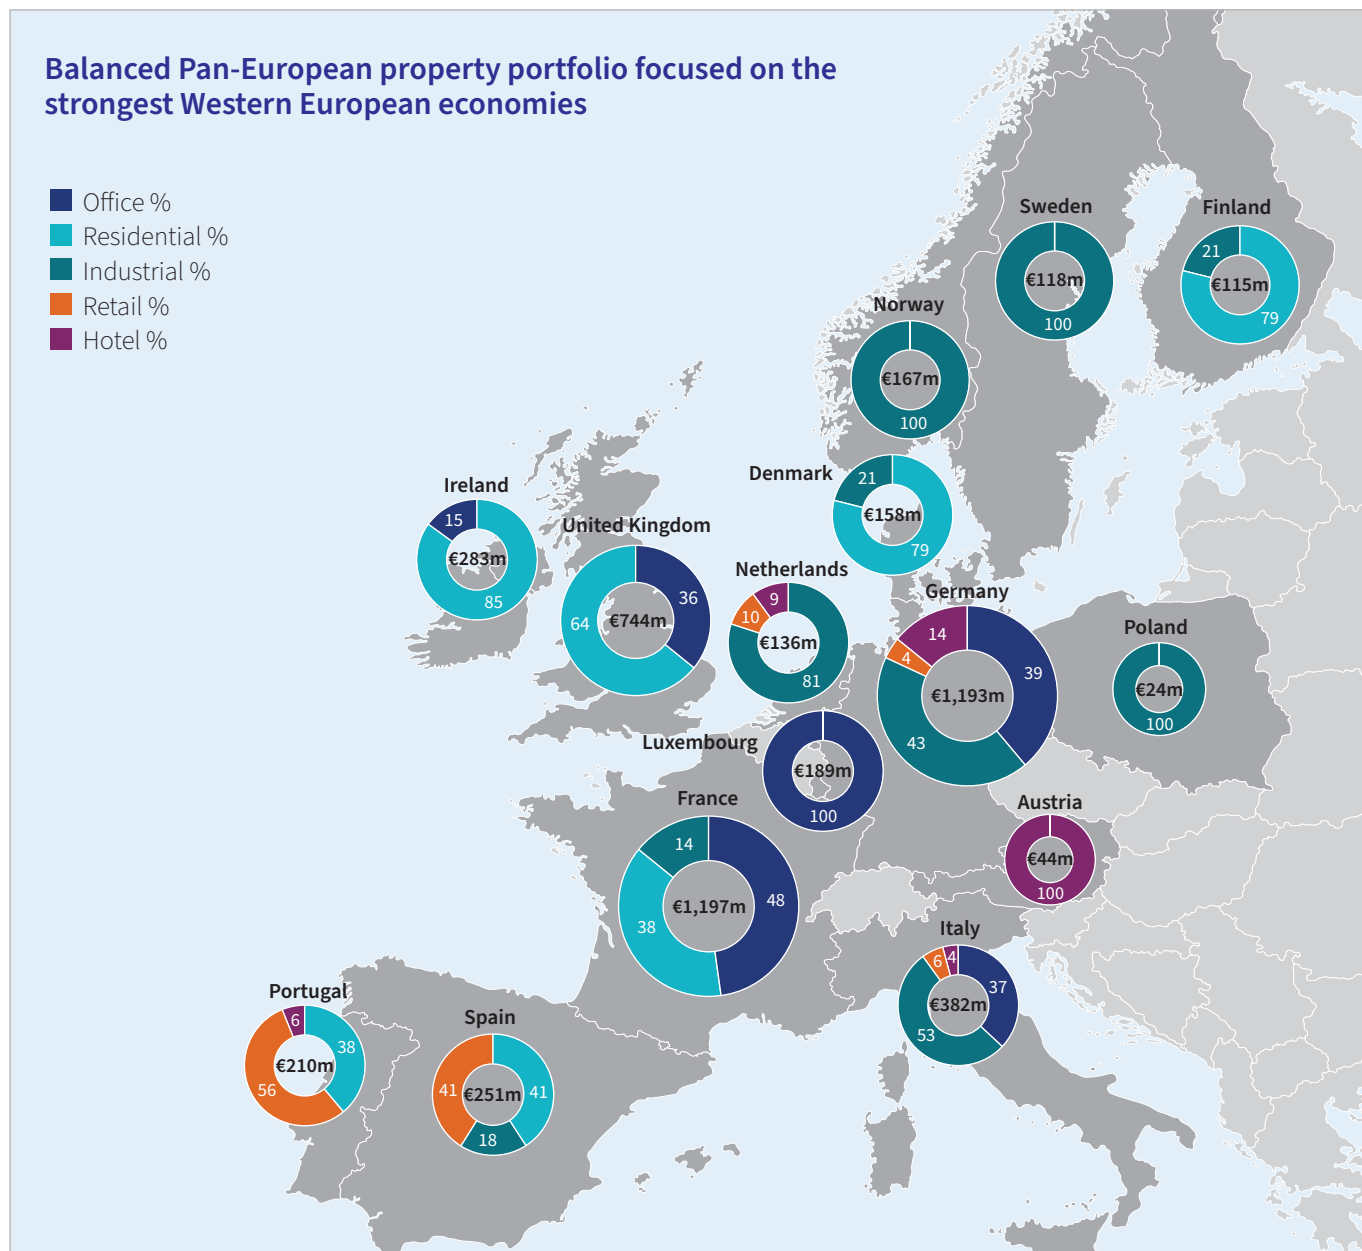 Balanced Pan-European property portfolio focused on the
strongest Western European economies
Office %
Residential %
Industrial %
Retail %
Hotel %
Sweden
€118m
100
Finland
21
€115m
79
Norway
€167m
100
Denmark
21
€158m
79
Ireland
15
€283m
85
United Kingdom
36
€744m
64
Netherlands
9
10
€136m
81
Germany
14
4
39
€1,193m
43
Poland
€24m
100
Luxembourg
€189m
100
France
14
€1,197m
48
38
Austria
€44m
100
Italy
6
4
37
€382m
53
Portugal
6
38
€210m
56
Spain
41
€251m
41
18